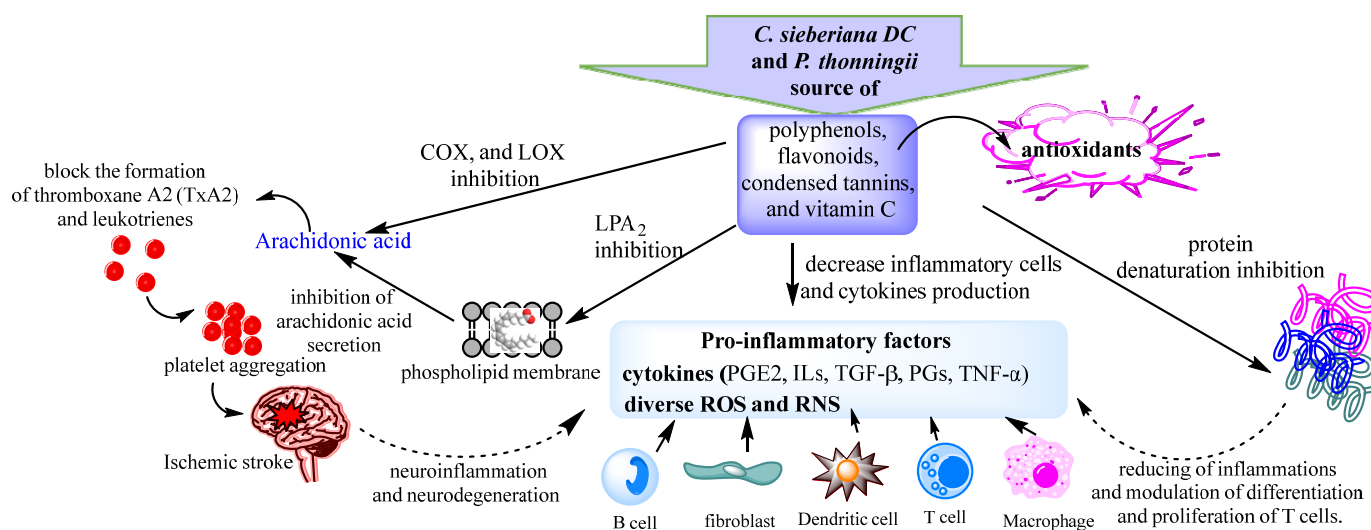 C. sieberiana DC
and P. thonningii
source of
polyphenols,
flavonoids,
condensed tannins,
and vitamin C
antioxidants
COX, and LOX
inhibition
block the formation
of thromboxane A2 (TxA2)
and leukotrienes
Arachidonic acid
LPA₂
inhibition
protein
denaturation inhibition
decrease inflammatory cells
and cytokines production
inhibition of
arachidonic acid
secretion
platelet aggregation
phospholipid membrane
Pro-inflammatory factors
cytokines (PGE2, ILs, TGF-β, PGs, TNF-α)
diverse ROS and RNS
Ischemic stroke
neuroinflammation
and neurodegeneration
reducing of inflammations
and modulation of differentiation
and proliferation of T cells.
B cell
fibroblast
Dendritic cell
T cell
Macrophage